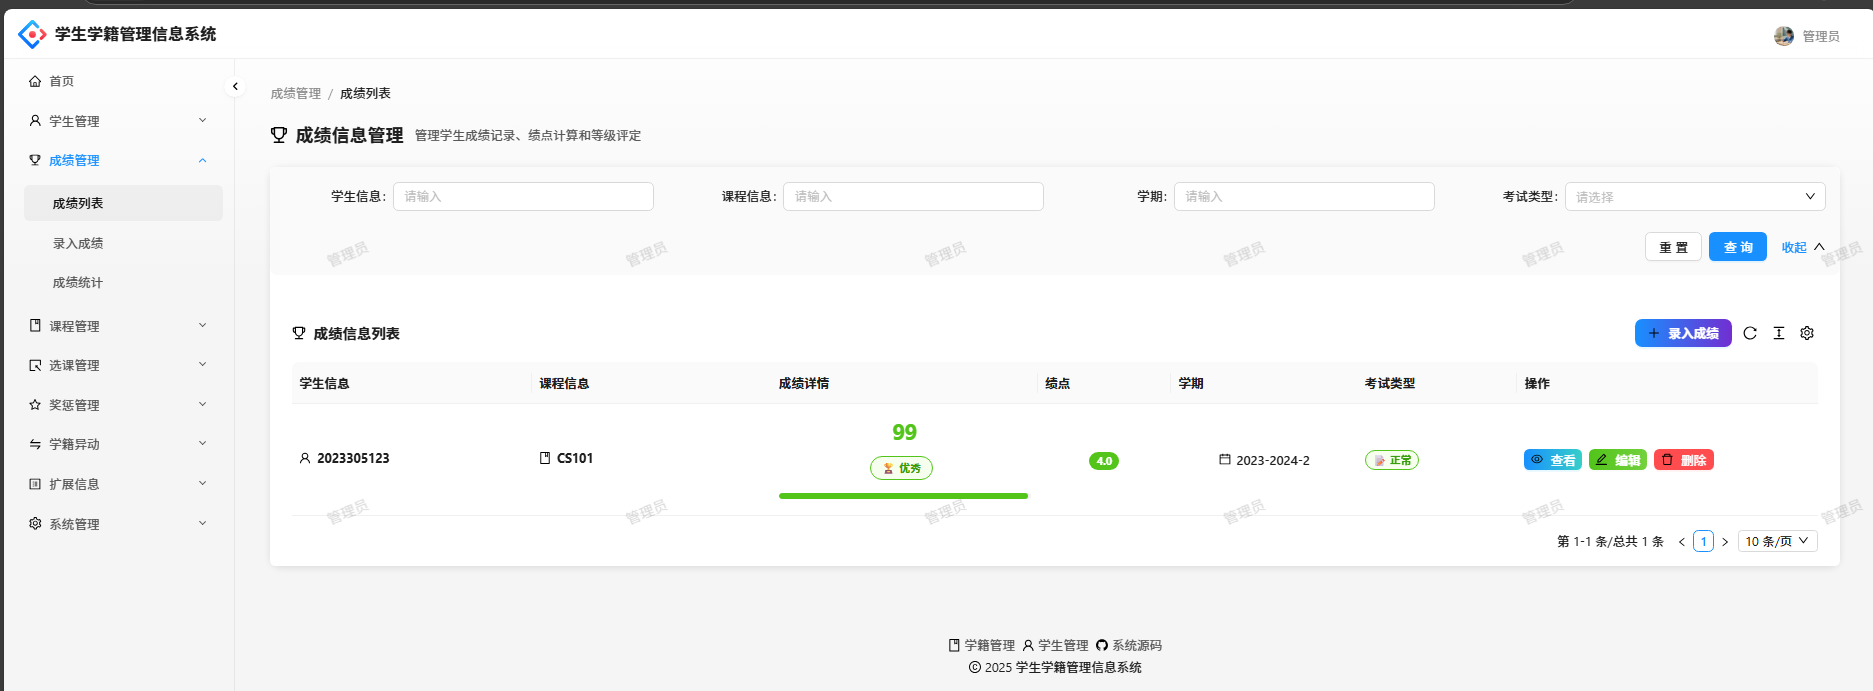 学生学籍管理信息系统
管理员
首页
学生管理
成绩管理
成绩列表
录入成绩
成绩统计
课程管理
选课管理
奖惩管理
学籍异动
扩展信息
系统管理
成绩管理 / 成绩列表
成绩信息管理 管理学生成绩记录、绩点计算和等级评定
学生信息: 请输入 课程信息: 请输入 学期: 请输入 考试类型: 请选择
重 置 查 询 收起
管理员 管理员 管理员 管理员 管理员 管理员
成绩信息列表 + 录入成绩
学生信息 课程信息 成绩详情 绩点 学期 考试类型 操作
99
2023305123 CS101 优秀 4.0 2023-2024-2 正常 查看 编辑 删除
管理员 管理员 管理员 管理员 管理员 管理员
第 1-1 条/总共 1 条 < 1 > 10 条/页
学籍管理 学生管理 系统源码
© 2025 学生学籍管理信息系统